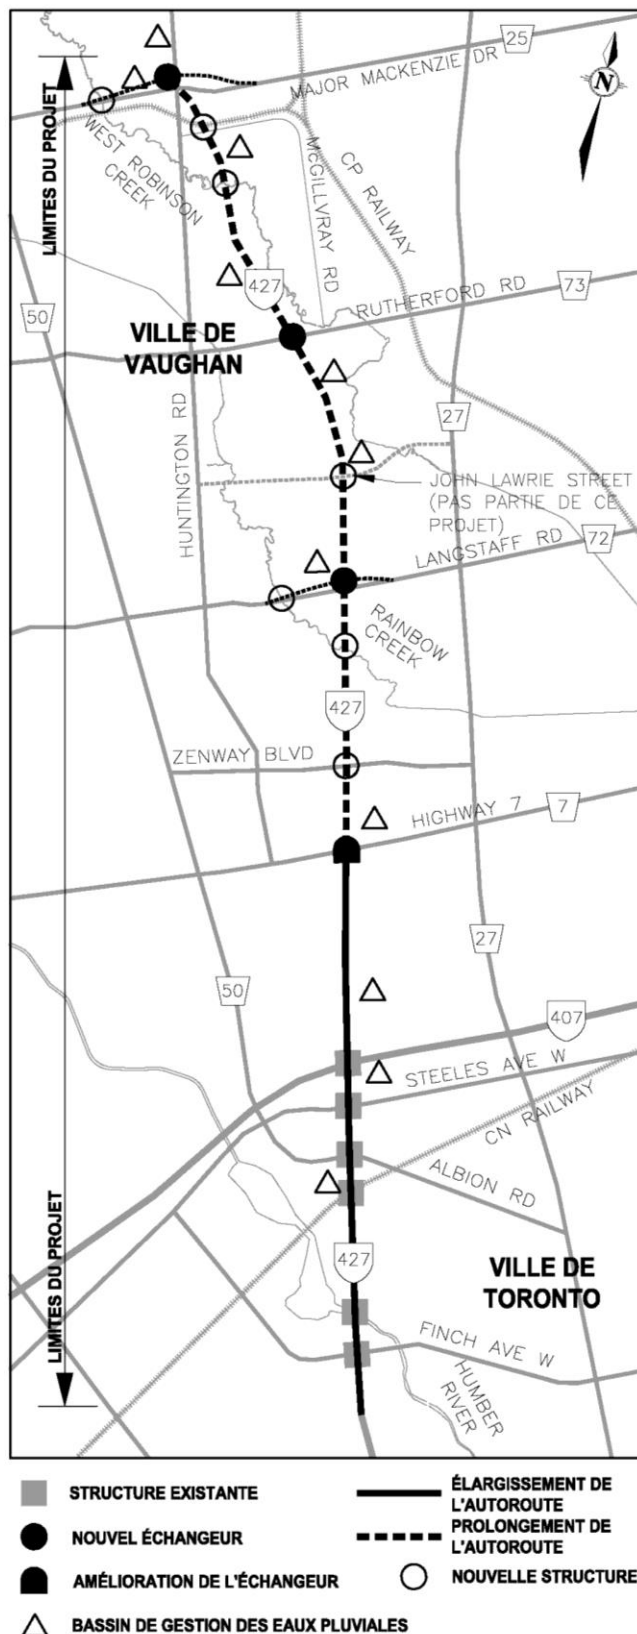 25
MAJOR MACKENZIE DR
N
LIMITES DU PROJET
WEST ROBINSON
CREEK
McGILLVRAY RD
CP RAILWAY
427
RUTHERFORD RD
73
50
VILLE DE
VAUGHAN
HUNTINGTON RD
27
JOHN LAWRIE STREET
(PAS PARTIE DE CE
PROJET)
72
LANGSTAFF RD
RAINBOW
CREEK
427
ZENWAY BLVD
HIGHWAY 7
7
27
50
407
STEELES AVE W
CN RAILWAY
ALBION RD
LIMITES DU PROJET
427
VILLE DE
TORONTO
FINCH AVE W
HUMBER
RIVER
STRUCTURE EXISTANTE
ÉLARGISSEMENT DE
L'AUTOROUTE
NOUVEL ÉCHANGEUR
PROLONGEMENT DE
L'AUTOROUTE
AMÉLIORATION DE L'ÉCHANGEUR
NOUVELLE STRUCTURE
BASSIN DE GESTION DES EAUX PLUVIALES